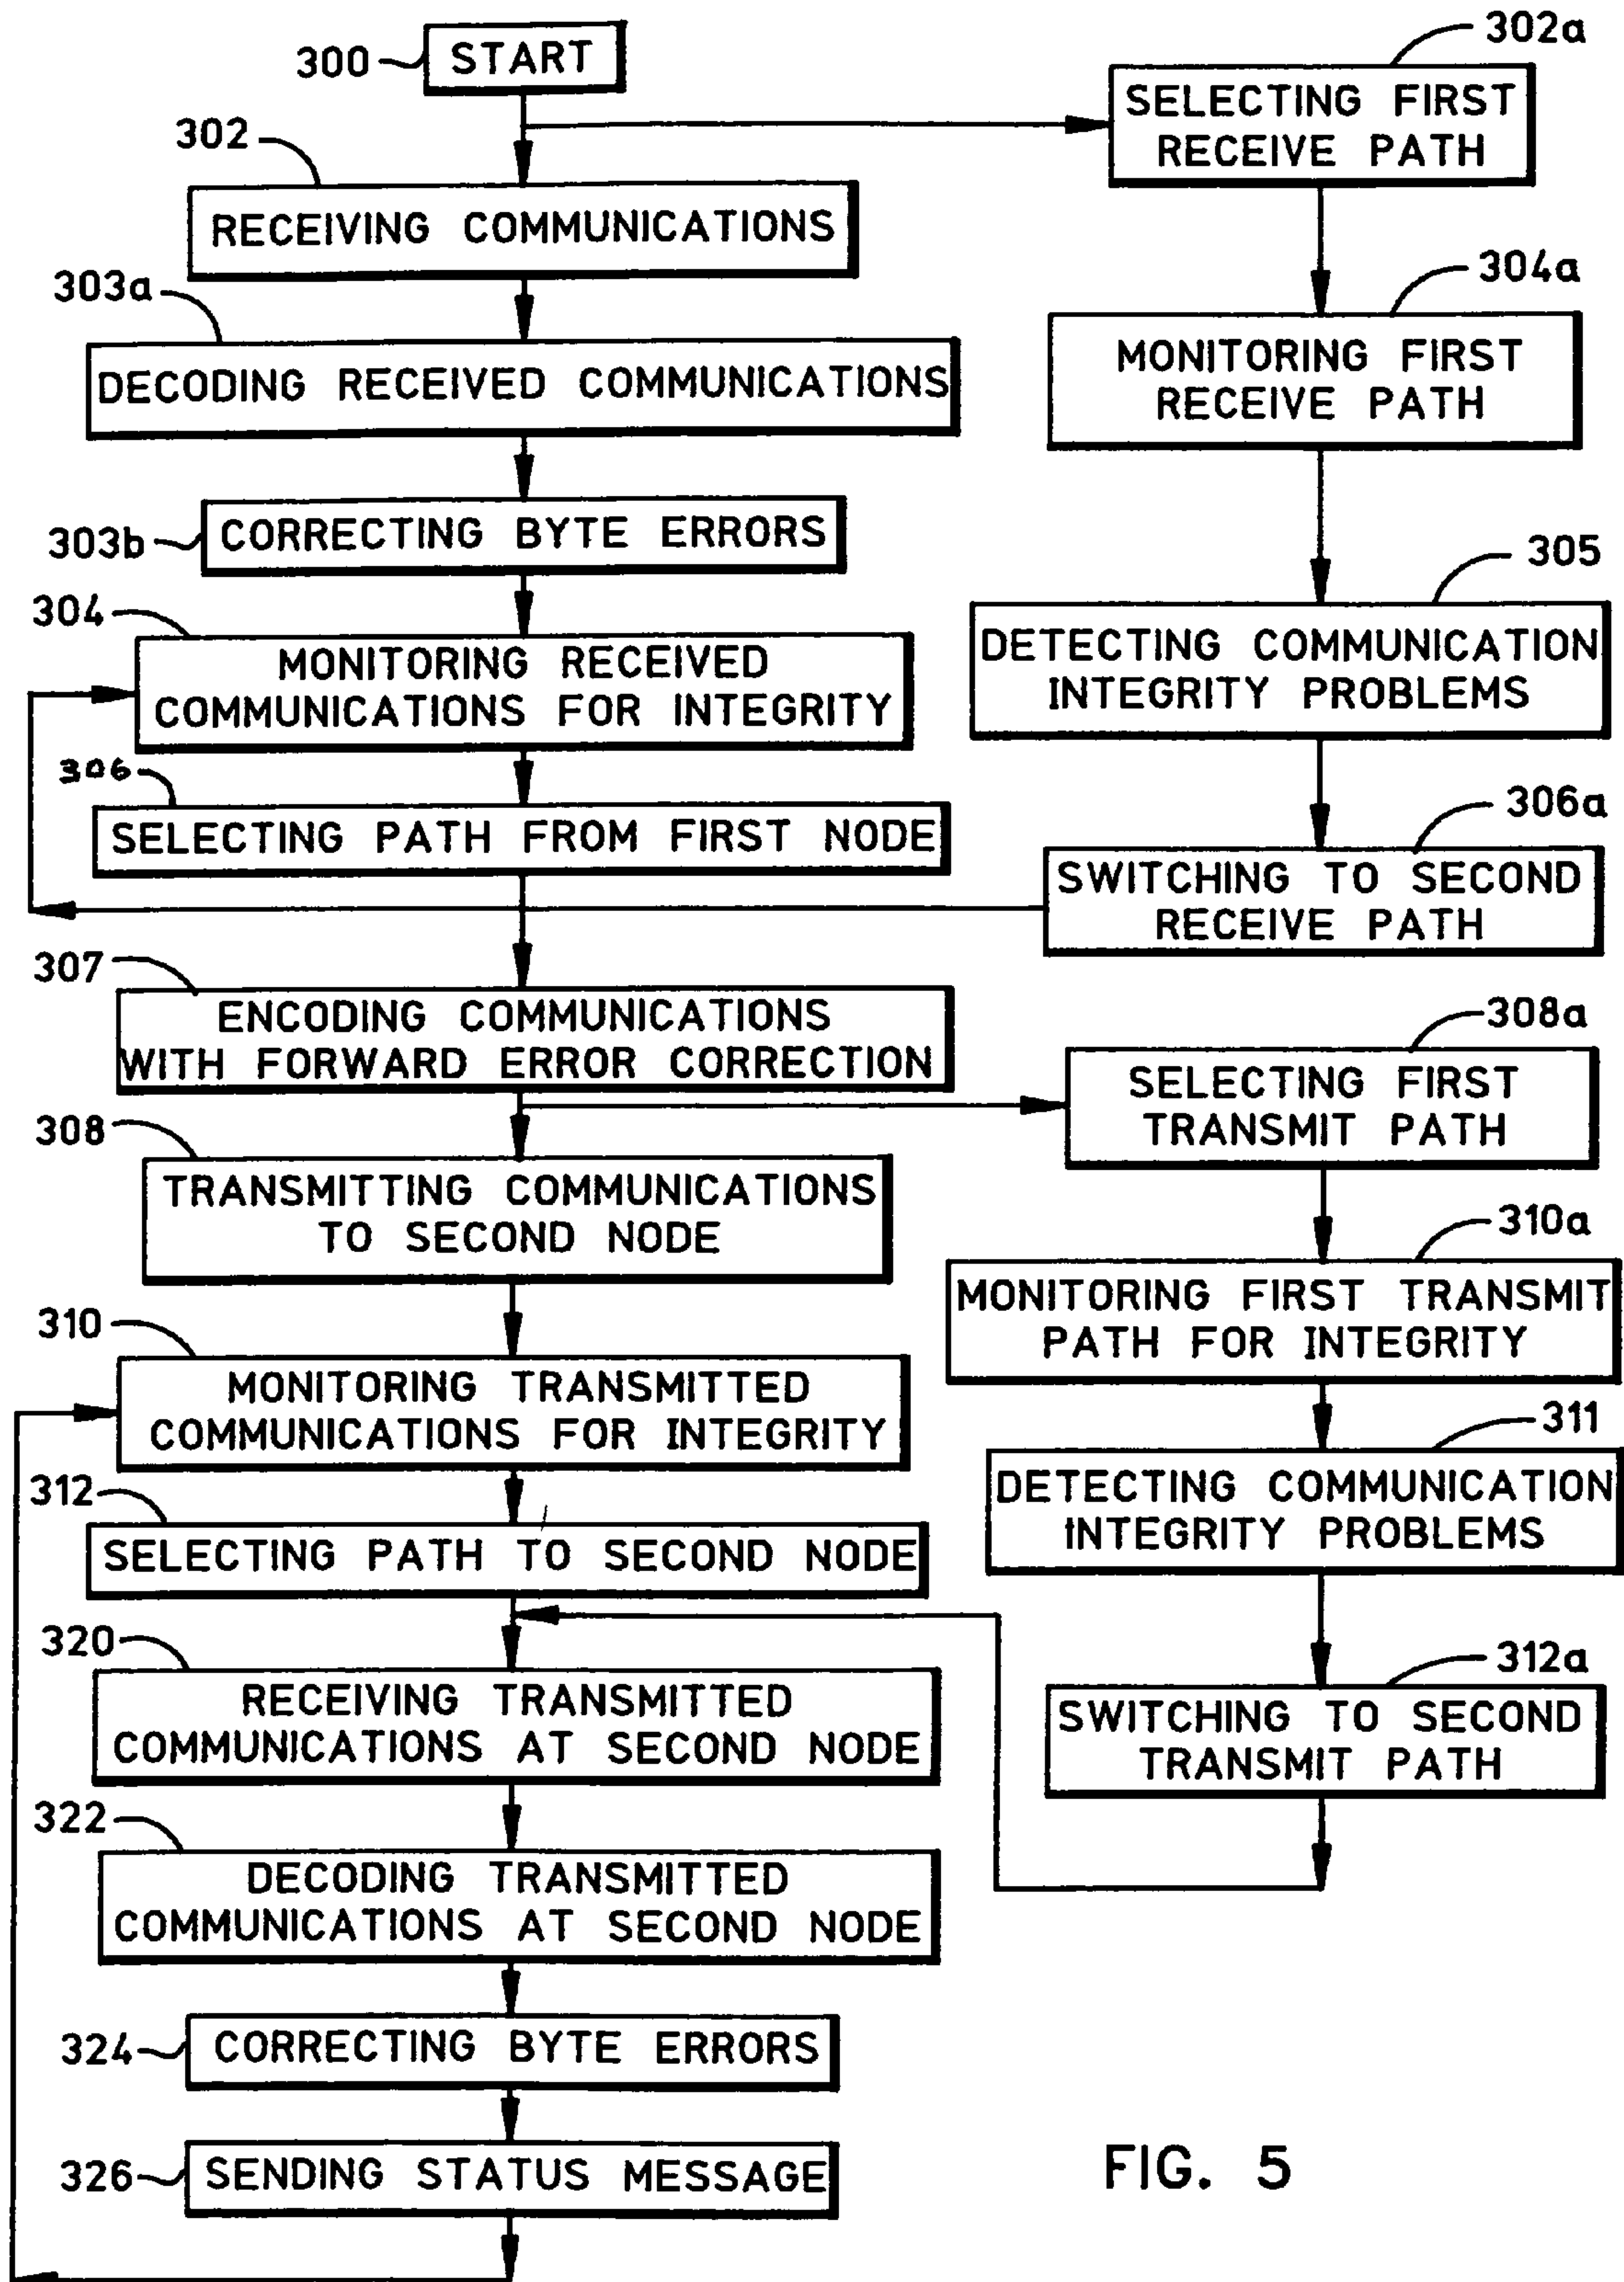 300
START
302a
SELECTING FIRST
RECEIVE PATH
302
RECEIVING COMMUNICATIONS
304a
MONITORING FIRST
RECEIVE PATH
303a
DECODING RECEIVED COMMUNICATIONS
303b
CORRECTING BYTE ERRORS
305
DETECTING COMMUNICATION
INTEGRITY PROBLEMS
304
MONITORING RECEIVED
COMMUNICATIONS FOR INTEGRITY
306
SELECTING PATH FROM FIRST NODE
306a
SWITCHING TO SECOND
RECEIVE PATH
307
ENCODING COMMUNICATIONS
WITH FORWARD ERROR CORRECTION
308a
SELECTING FIRST
TRANSMIT PATH
308
TRANSMITTING COMMUNICATIONS
TO SECOND NODE
310a
MONITORING FIRST TRANSMIT
PATH FOR INTEGRITY
310
MONITORING TRANSMITTED
COMMUNICATIONS FOR INTEGRITY
311
DETECTING COMMUNICATION
INTEGRITY PROBLEMS
312
SELECTING PATH TO SECOND NODE
312a
SWITCHING TO SECOND
TRANSMIT PATH
320
RECEIVING TRANSMITTED
COMMUNICATIONS AT SECOND NODE
322
DECODING TRANSMITTED
COMMUNICATIONS AT SECOND NODE
324
CORRECTING BYTE ERRORS
326
SENDING STATUS MESSAGE
FIG. 5